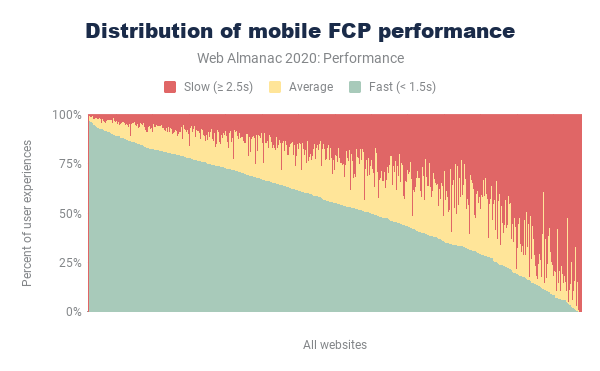 Distribution of mobile FCP performance
Web Almanac 2020: Performance
Slow (≥ 2.5s) Average Fast (< 1.5s)
100%
75%
50%
25%
0%
Percent of user experiences
All websites